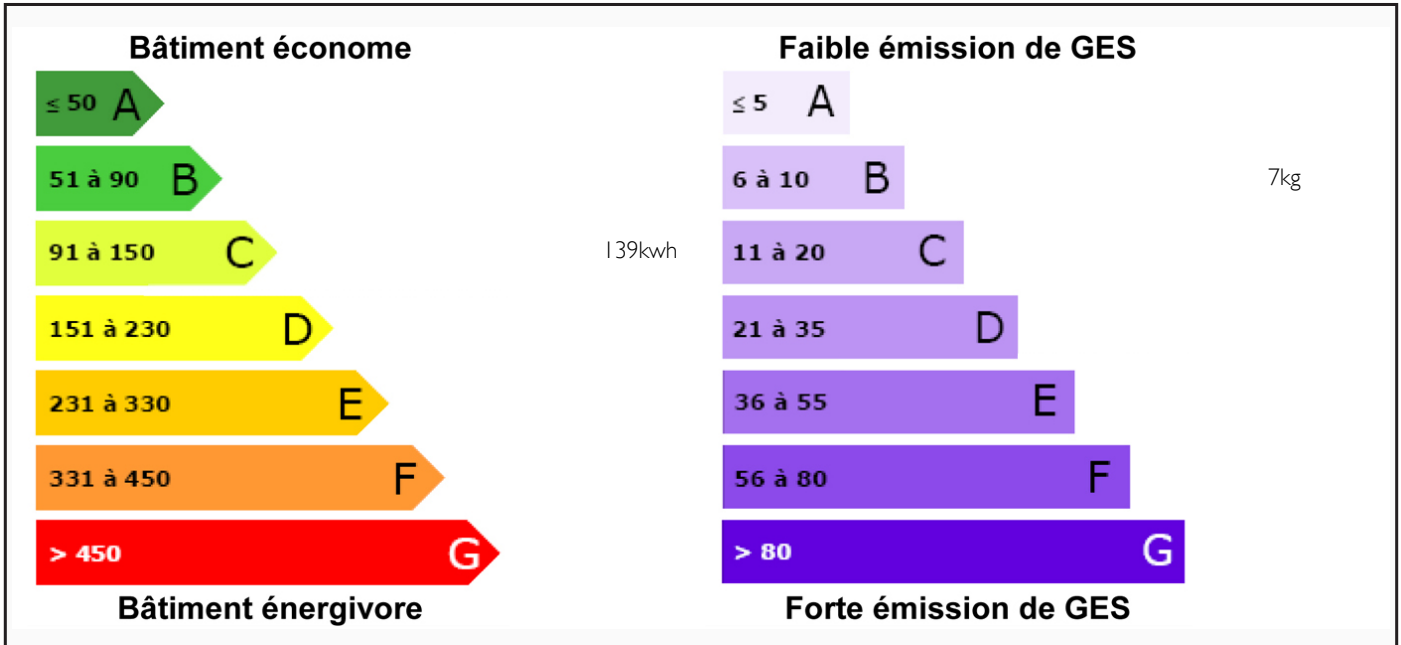 Bâtiment économe
≤ 50 A
51 à 90 B
91 à 150 C
139kwh
151 à 230 D
231 à 330 E
331 à 450 F
> 450 G
Bâtiment énergivore
Faible émission de GES
≤ 5 A
6 à 10 B
7kg
11 à 20 C
21 à 35 D
36 à 55 E
56 à 80 F
> 80 G
Forte émission de GES